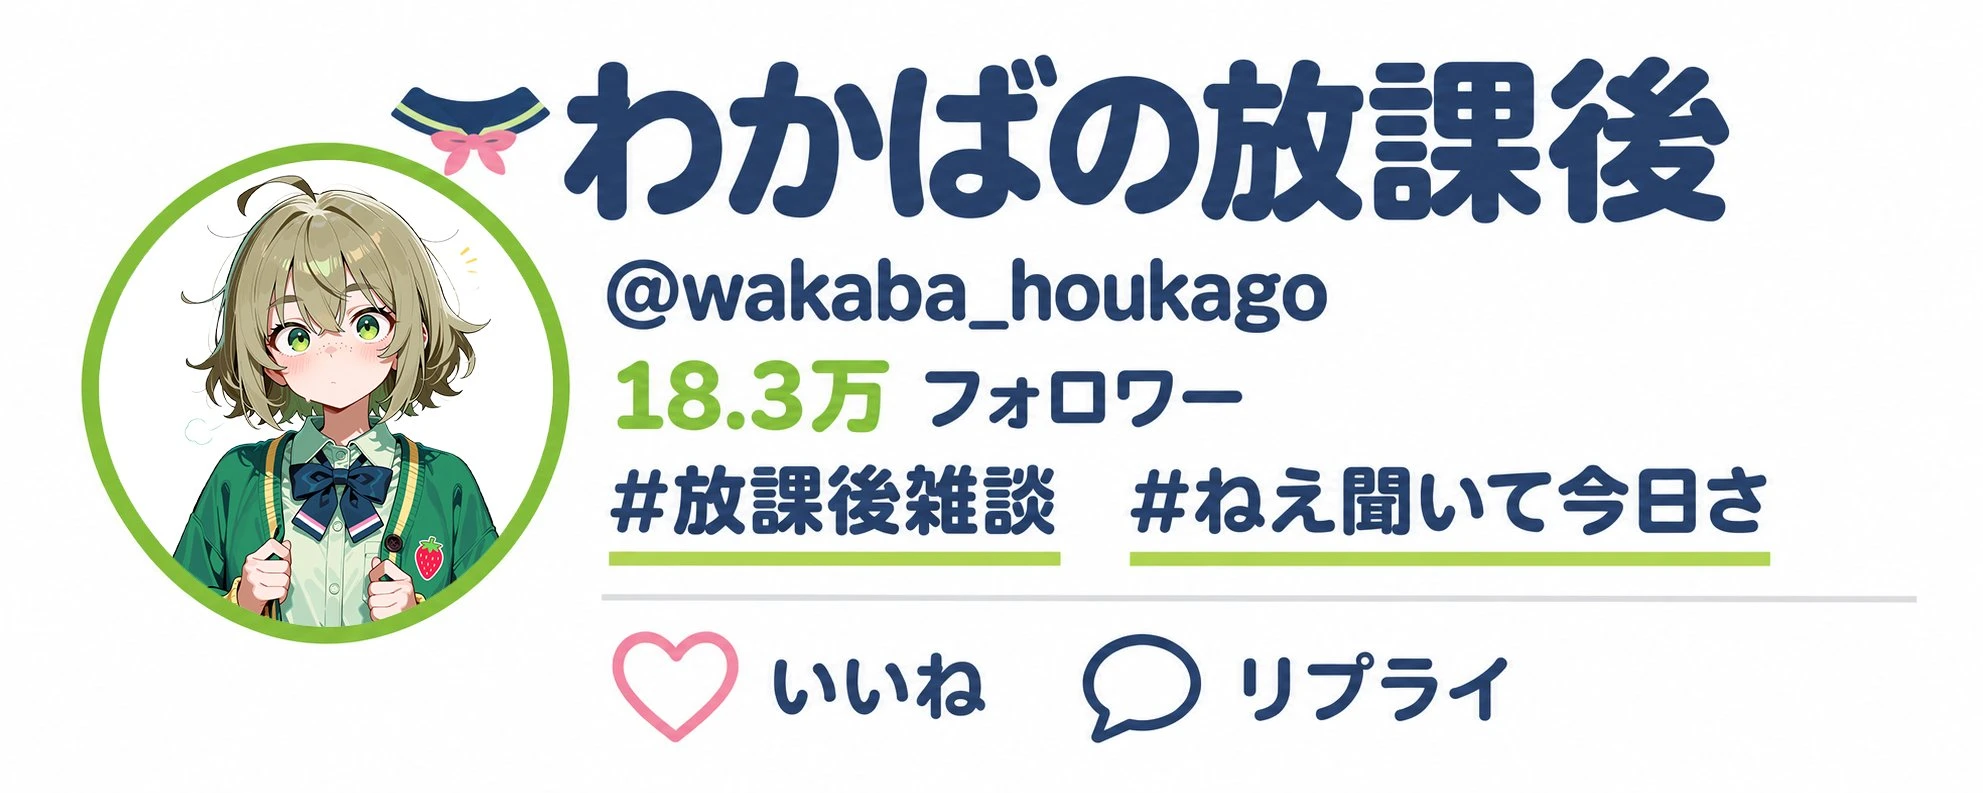 わかばの放課後
@wakaba_houkago
18.3万 フォロワー
#放課後雑談 #ねえ聞いて今日さ
いいね リプライ